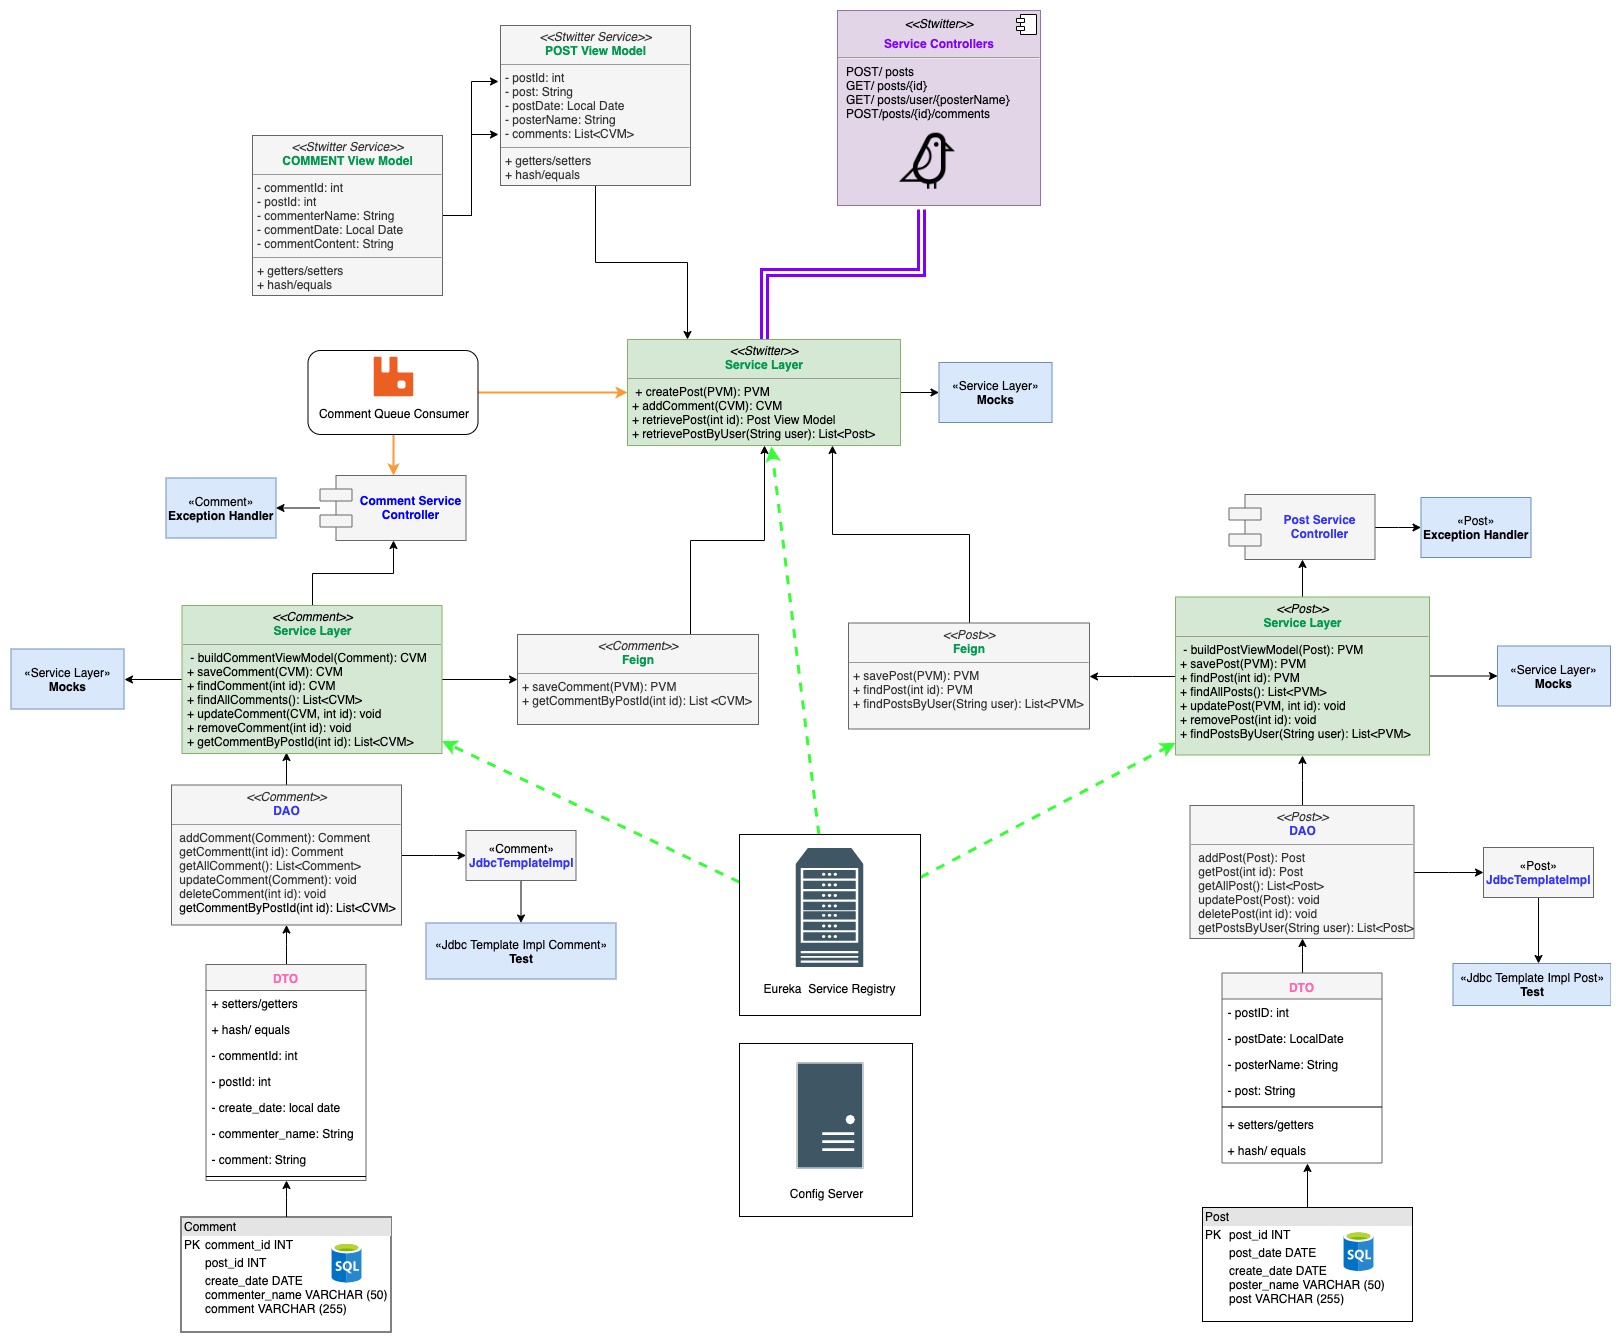 <<Stwitter Service>>
POST View Model
- postId: int
- post: String
- postDate: Local Date
- posterName: String
- comments: List<CVM>
+ getters/setters
+ hash/equals
<<Stwitter>>
Service Controllers
POST/ posts
GET/ posts/{id}
GET/ posts/user/{posterName}
POST/posts/{id}/comments
<<Stwitter Service>>
COMMENT View Model
- commentId: int
- postId: int
- commenterName: String
- commentDate: Local Date
- commentContent: String
+ getters/setters
+ hash/equals
Comment Queue Consumer
<<Stwitter>>
Service Layer
+ createPost(PVM): PVM
+ addComment(CVM): CVM
+ retrievePost(int id): Post View Model
+ retrievePostByUser(String user): List<Post>
«Service Layer»
Mocks
«Comment»
Exception Handler
Comment Service
Controller
Post Service
Controller
«Post»
Exception Handler
«Service Layer»
Mocks
<<Comment>>
Service Layer
- buildCommentViewModel(Comment): CVM
+ saveComment(CVM): CVM
+ findComment(int id): CVM
+ findAllComments(): List<CVM>
+ updateComment(CVM, int id): void
+ removeComment(int id): void
+ getCommentByPostId(int id): List<CVM>
<<Comment>>
Feign
+ saveComment(PVM): PVM
+ getCommentByPostId(int id): List <CVM>
<<Post>>
Feign
+ savePost(PVM): PVM
+ findPost(int id): PVM
+ findPostsByUser(String user): List<PVM>
<<Post>>
Service Layer
- buildPostViewModel(Post): PVM
+ savePost(PVM): PVM
+ findPost(int id): PVM
+ findAllPosts(): List<PVM>
+ updatePost(PVM, int id): void
+ removePost(int id): void
+ findPostsByUser(String user): List<PVM>
«Service Layer»
Mocks
<<Comment>>
DAO
addComment(Comment): Comment
getCommentt(int id): Comment
getAllComment(): List<Comment>
updateComment(Comment): void
deleteComment(int id): void
getCommentByPostId(int id): List<CVM>
«Comment»
JdbcTemplateImpl
«Jdbc Template Impl Comment»
Test
Eureka  Service Registry
<<Post>>
DAO
addPost(Post): Post
getPost(int id): Post
getAllPost(): List<Post>
updatePost(Post): void
deletePost(int id): void
getPostsByUser(String user): List<Post>
«Post»
JdbcTemplateImpl
«Jdbc Template Impl Post»
Test
DTO
+ setters/getters
+ hash/ equals
- commentId: int
- postId: int
- create_date: local date
- commenter_name: String
- comment: String
Config Server
DTO
- postID: int
- postDate: LocalDate
- posterName: String
- post: String
+ setters/getters
+ hash/ equals
Comment
PK comment_id INT
post_id INT
create_date DATE
commenter_name VARCHAR (50)
comment VARCHAR (255)
SQL
Post
PK post_id INT
post_date DATE
create_date DATE
poster_name VARCHAR (50)
post VARCHAR (255)
SQL